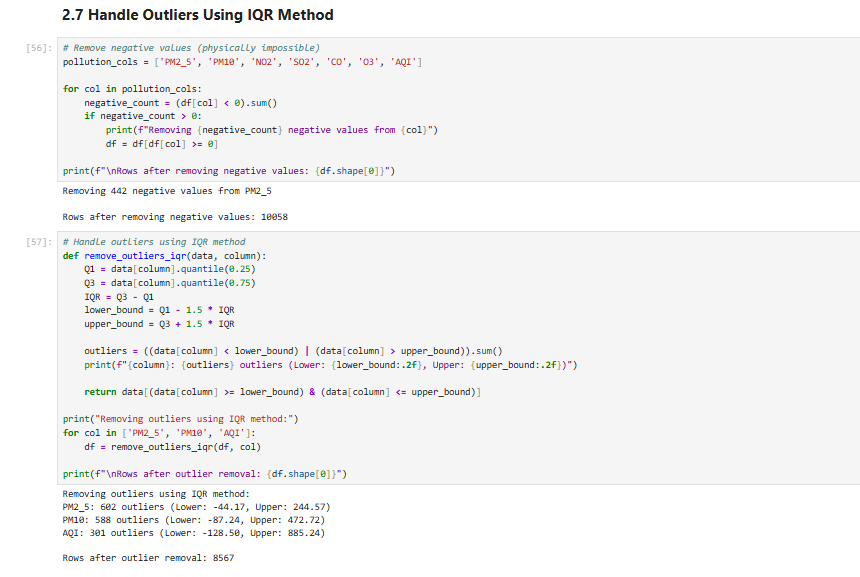 2.7 Handle Outliers Using IQR Method
[56]: # Remove negative values (physically impossible)
pollution_cols = ['PM2_5', 'PM10', 'NO2', 'SO2', 'CO', 'O3', 'AQI']

for col in pollution_cols:
    negative_count = (df[col] < 0).sum()
    if negative_count > 0:
        print(f"Removing {negative_count} negative values from {col}")
        df = df[df[col] >= 0]

print(f"\nRows after removing negative values: {df.shape[0]}")
Removing 442 negative values from PM2_5

Rows after removing negative values: 10058
[57]: # Handle outliers using IQR method
def remove_outliers_iqr(data, column):
    Q1 = data[column].quantile(0.25)
    Q3 = data[column].quantile(0.75)
    IQR = Q3 - Q1
    lower_bound = Q1 - 1.5 * IQR
    upper_bound = Q3 + 1.5 * IQR

    outliers = ((data[column] < lower_bound) | (data[column] > upper_bound)).sum()
    print(f"{column}: {outliers} outliers (Lower: {lower_bound:.2f}, Upper: {upper_bound:.2f})")

    return data[(data[column] >= lower_bound) & (data[column] <= upper_bound)]

print("Removing outliers using IQR method:")
for col in ['PM2_5', 'PM10', 'AQI']:
    df = remove_outliers_iqr(df, col)

print(f"\nRows after outlier removal: {df.shape[0]}")
Removing outliers using IQR method:
PM2_5: 602 outliers (Lower: -44.17, Upper: 244.57)
PM10: 588 outliers (Lower: -87.24, Upper: 472.72)
AQI: 301 outliers (Lower: -128.50, Upper: 885.24)

Rows after outlier removal: 8567